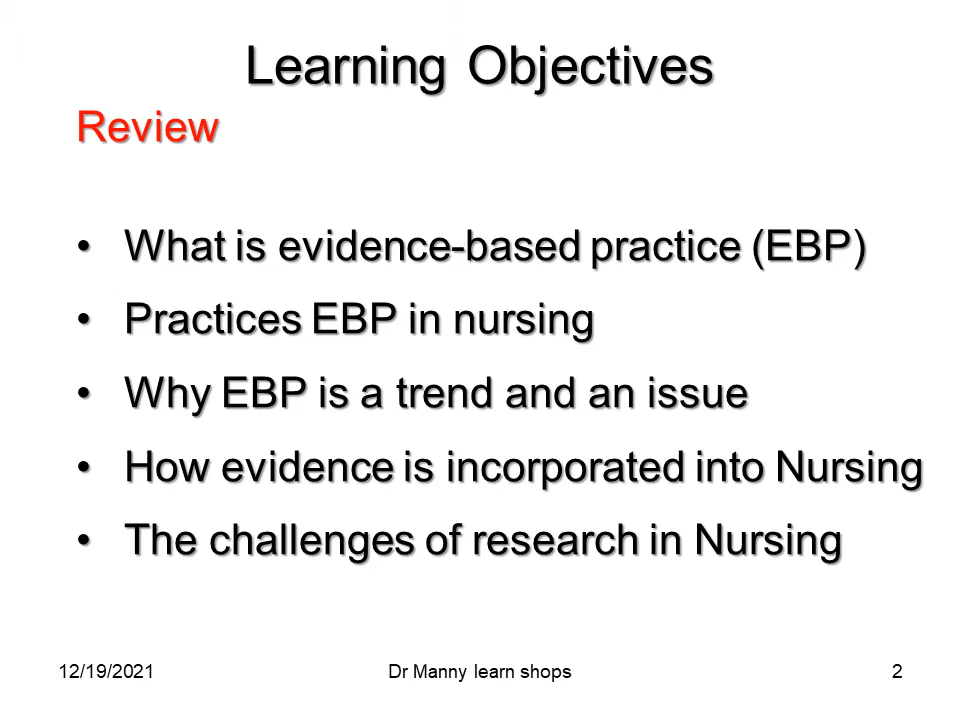 Learning Objectives
Review
• What is evidence-based practice (EBP)
• Practices EBP in nursing
• Why EBP is a trend and an issue
• How evidence is incorporated into Nursing
• The challenges of research in Nursing
12/19/2021 Dr Manny learn shops 2